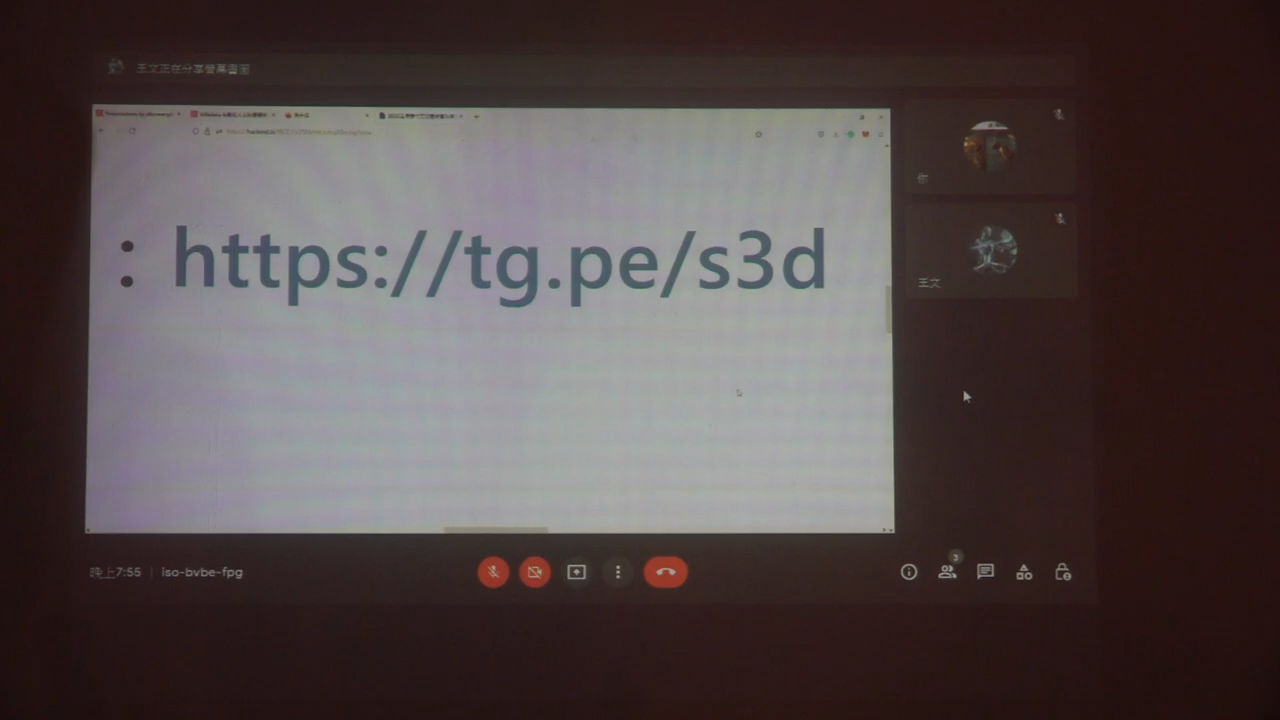 王文正在分享螢幕畫面
https://tg.pe/s3d
你
王文
晚上7:55 | iso-bvbe-fpg
3